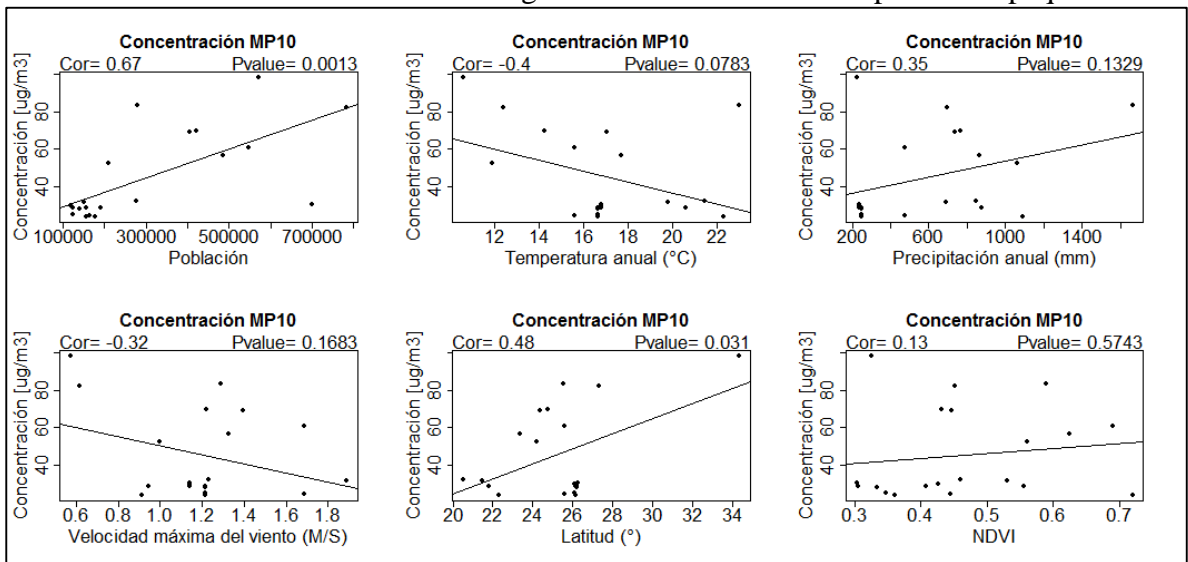 Concentración MP10
Cor= 0.67 Pvalue= 0.0013
Concentración [ug/m3]
40 60 80
100000 300000 500000 700000
Población
Concentración MP10
Cor= -0.4 Pvalue= 0.0783
Concentración [ug/m3]
40 60 80
12 14 16 18 20 22
Temperatura anual (°C)
Concentración MP10
Cor= 0.35 Pvalue= 0.1329
Concentración [ug/m3]
40 60 80
200 600 1000 1400
Precipitación anual (mm)
Concentración MP10
Cor= -0.32 Pvalue= 0.1683
Concentración [ug/m3]
40 60 80
0.6 0.8 1.0 1.2 1.4 1.6 1.8
Velocidad máxima del viento (M/S)
Concentración MP10
Cor= 0.48 Pvalue= 0.031
Concentración [ug/m3]
40 60 80
20 22 24 26 28 30 32 34
Latitud (°)
Concentración MP10
Cor= 0.13 Pvalue= 0.5743
Concentración [ug/m3]
40 60 80
0.3 0.4 0.5 0.6 0.7
NDVI